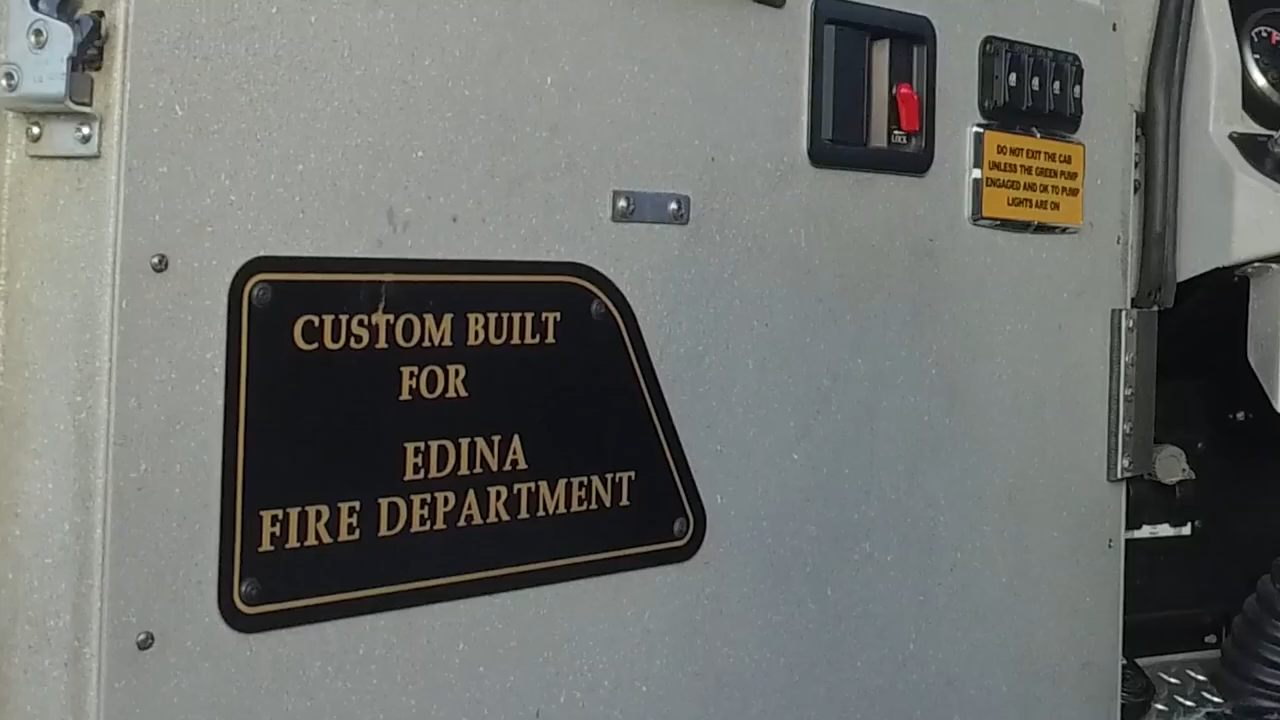 CUSTOM BUILT
FOR
EDINA
FIRE DEPARTMENT
LOCK
DO NOT EXIT THE CAB
UNLESS THE GREEN PUMP
ENGAGED AND OK TO PUMP
LIGHTS ARE ON